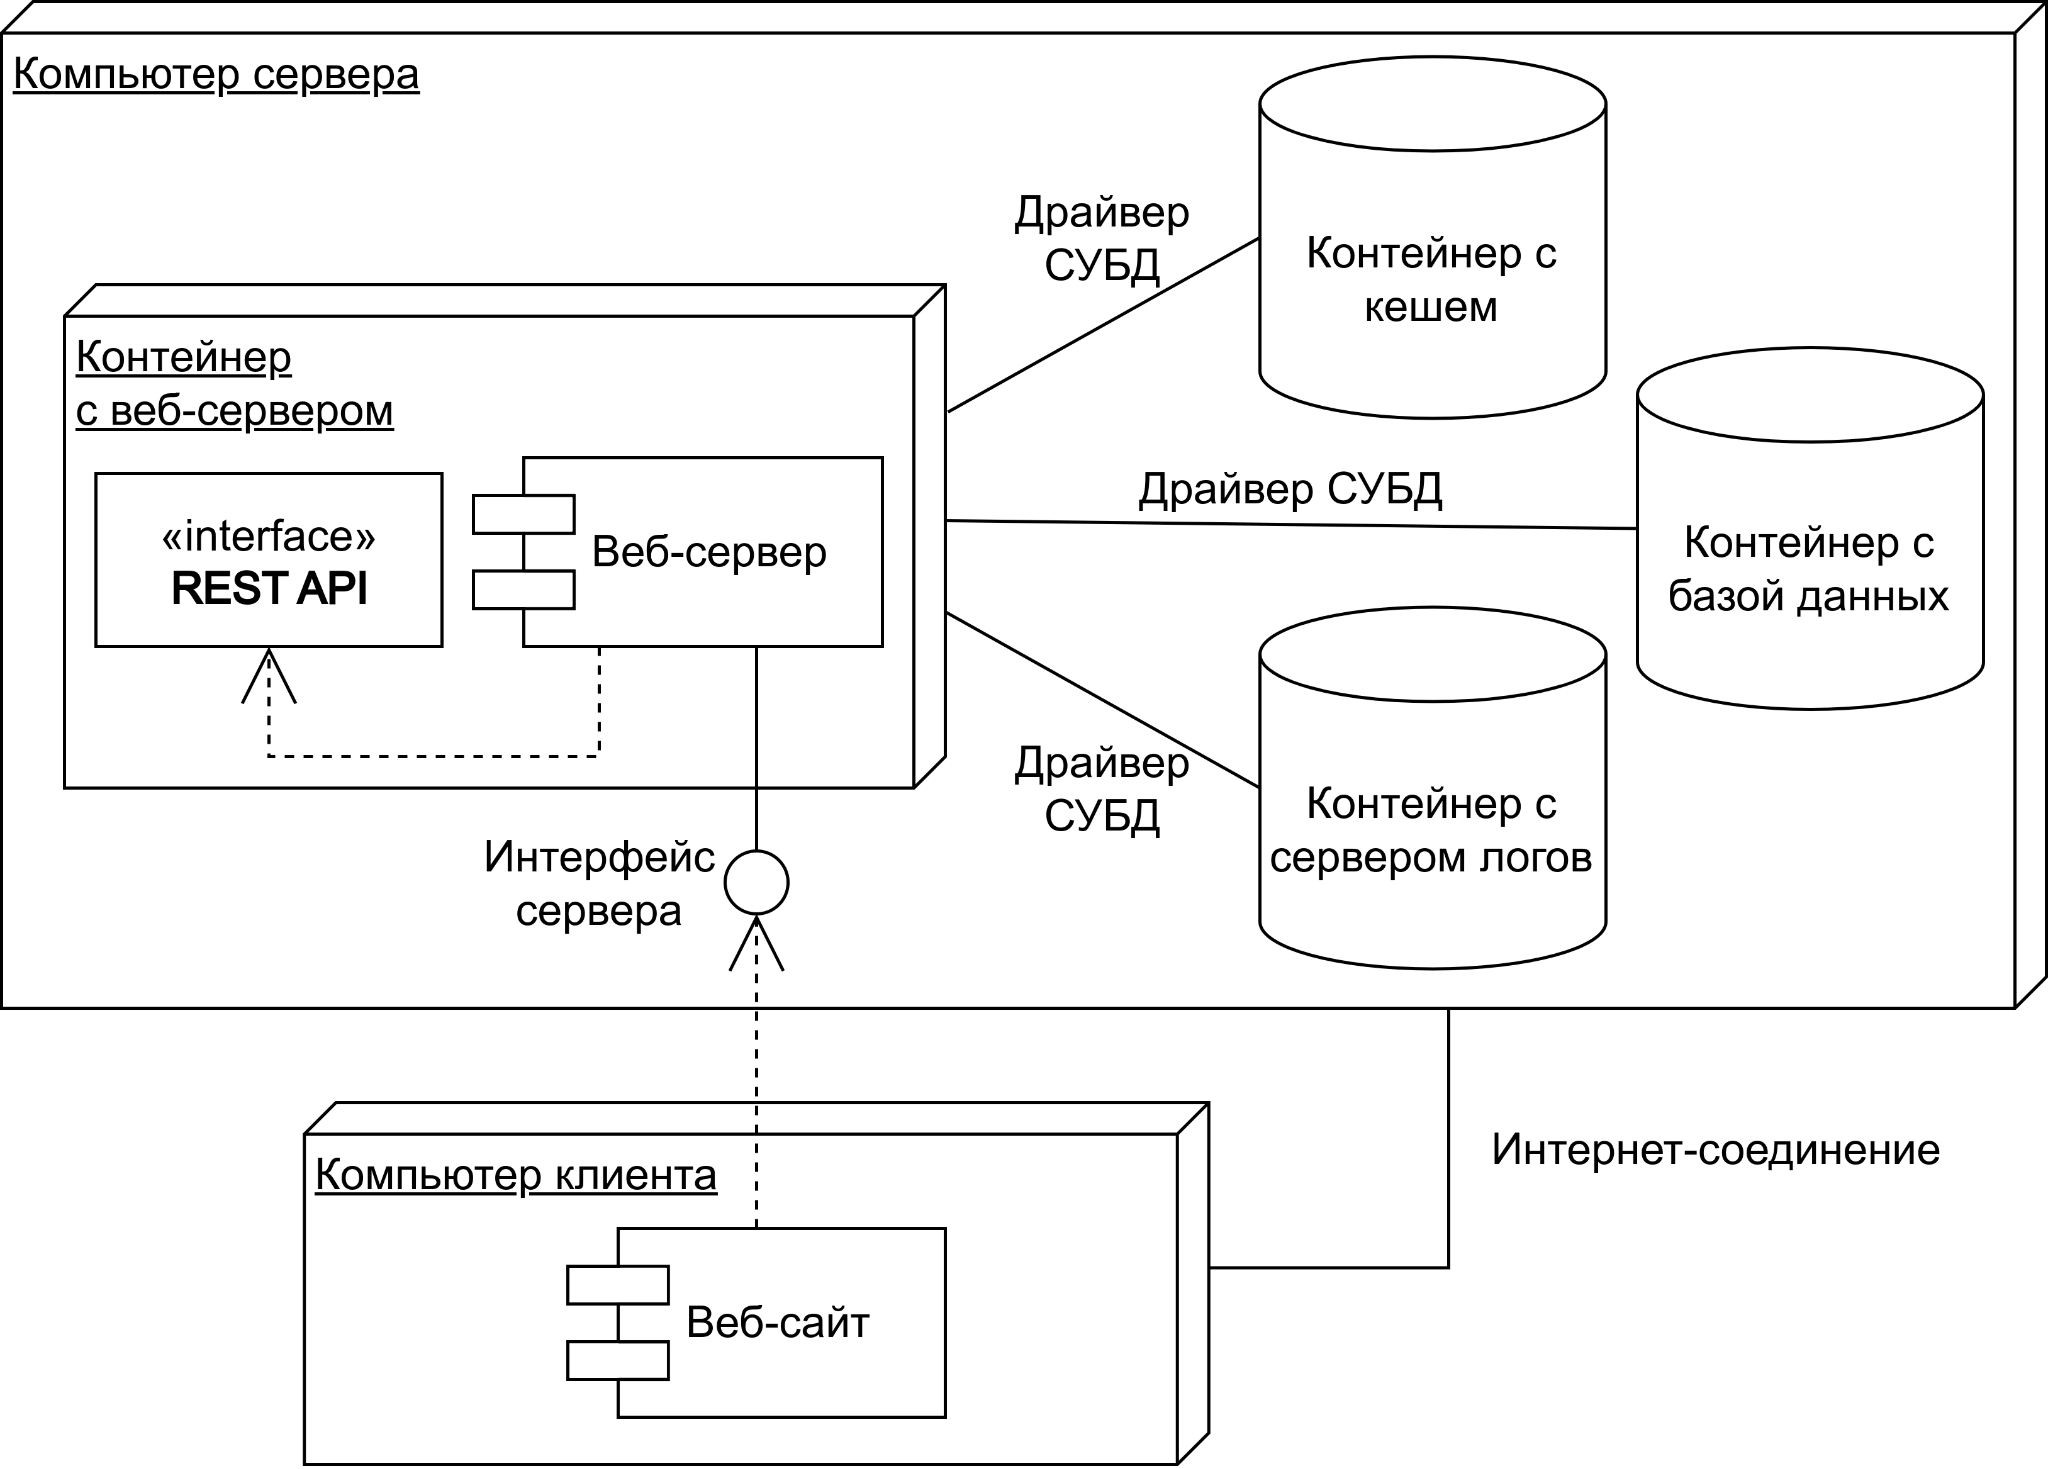 Компьютер сервера
Драйвер
СУБД
Контейнер с
кешем
Контейнер
с веб-сервером
«interface»
REST API
Веб-сервер
Драйвер СУБД
Контейнер с
базой данных
Драйвер
СУБД
Контейнер с
сервером логов
Интерфейс
сервера
Интернет-соединение
Компьютер клиента
Веб-сайт